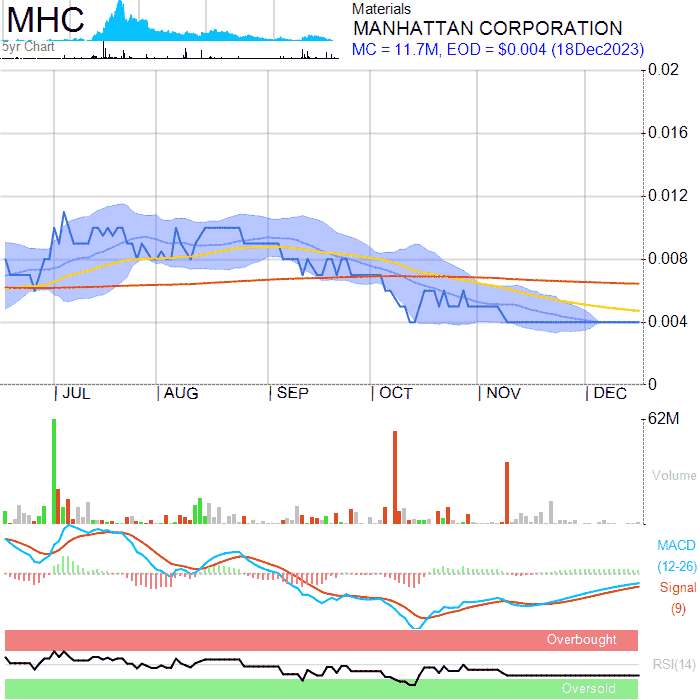 MHC
5yr Chart
Materials
MANHATTAN CORPORATION
MC = 11.7M, EOD = $0.004 (18Dec2023)
0.02
0.016
0.012
0.008
0.004
0
JUL AUG SEP OCT NOV DEC
62M
Volume
MACD
(12-26)
Signal
(9)
Overbought
RSI(14)
Oversold